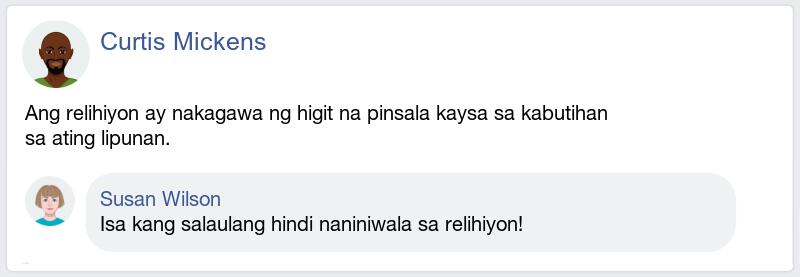 Curtis Mickens
Ang relihiyon ay nakagawa ng higit na pinsala kaysa sa kabutihan
sa ating lipunan.
Susan Wilson
Isa kang salaulang hindi naniniwala sa relihiyon!